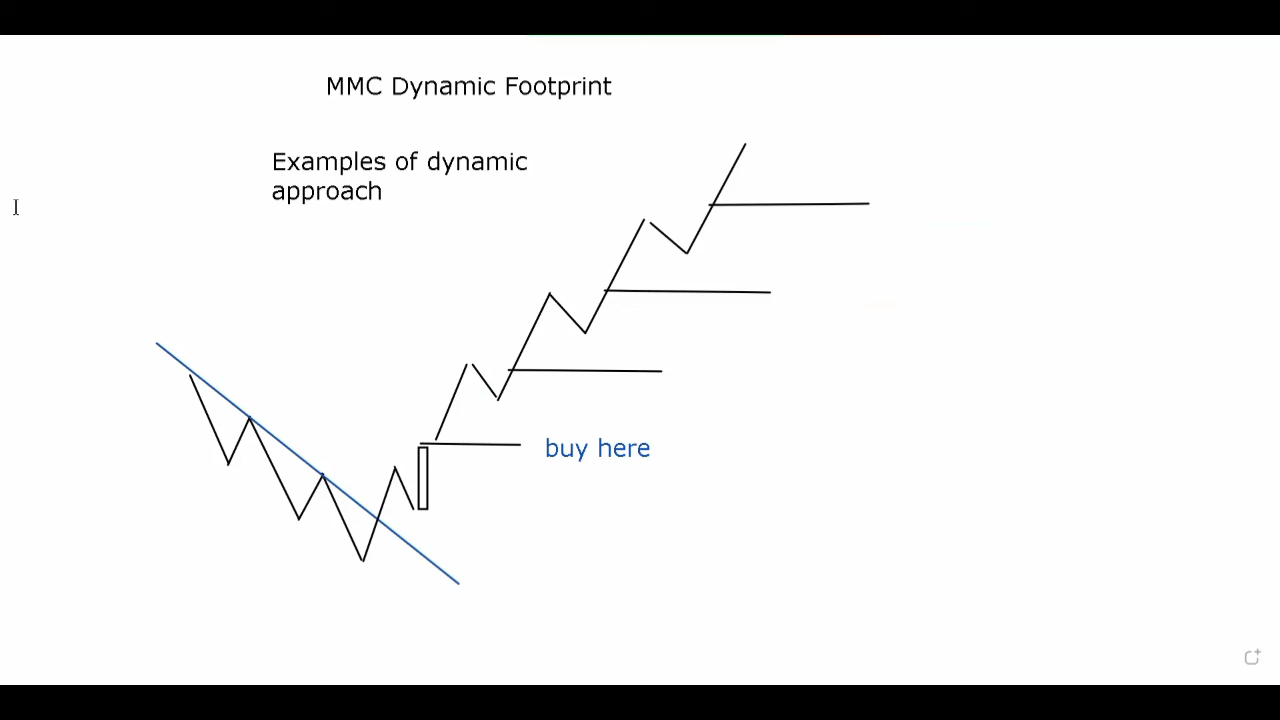 MMC Dynamic Footprint
Examples of dynamic
approach
buy here